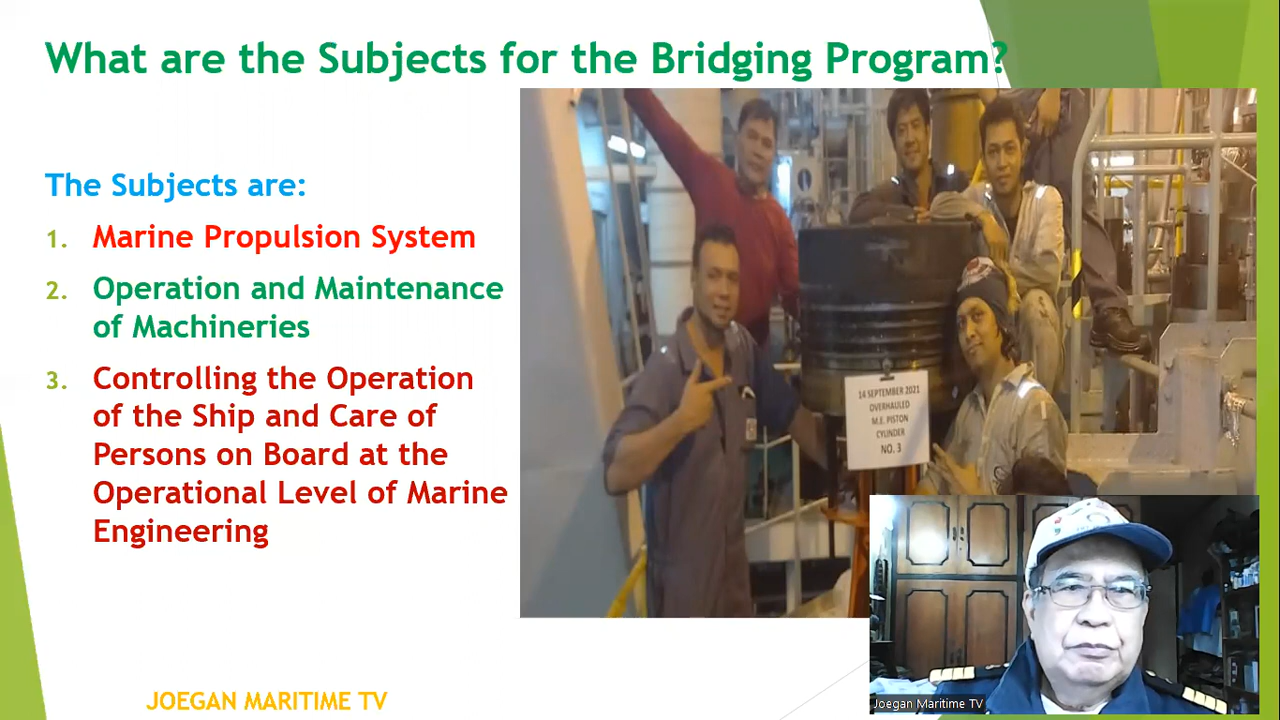 What are the Subjects for the Bridging Program?
The Subjects are:
1. Marine Propulsion System
2. Operation and Maintenance
of Machineries
3. Controlling the Operation
of the Ship and Care of
Persons on Board at the
Operational Level of Marine
Engineering
14 SEPTEMBER 2021
OVERHAULED
M.E. PISTON
CYLINDER
NO. 3
JOEGAN MARITIME TV
Joegan Maritime TV